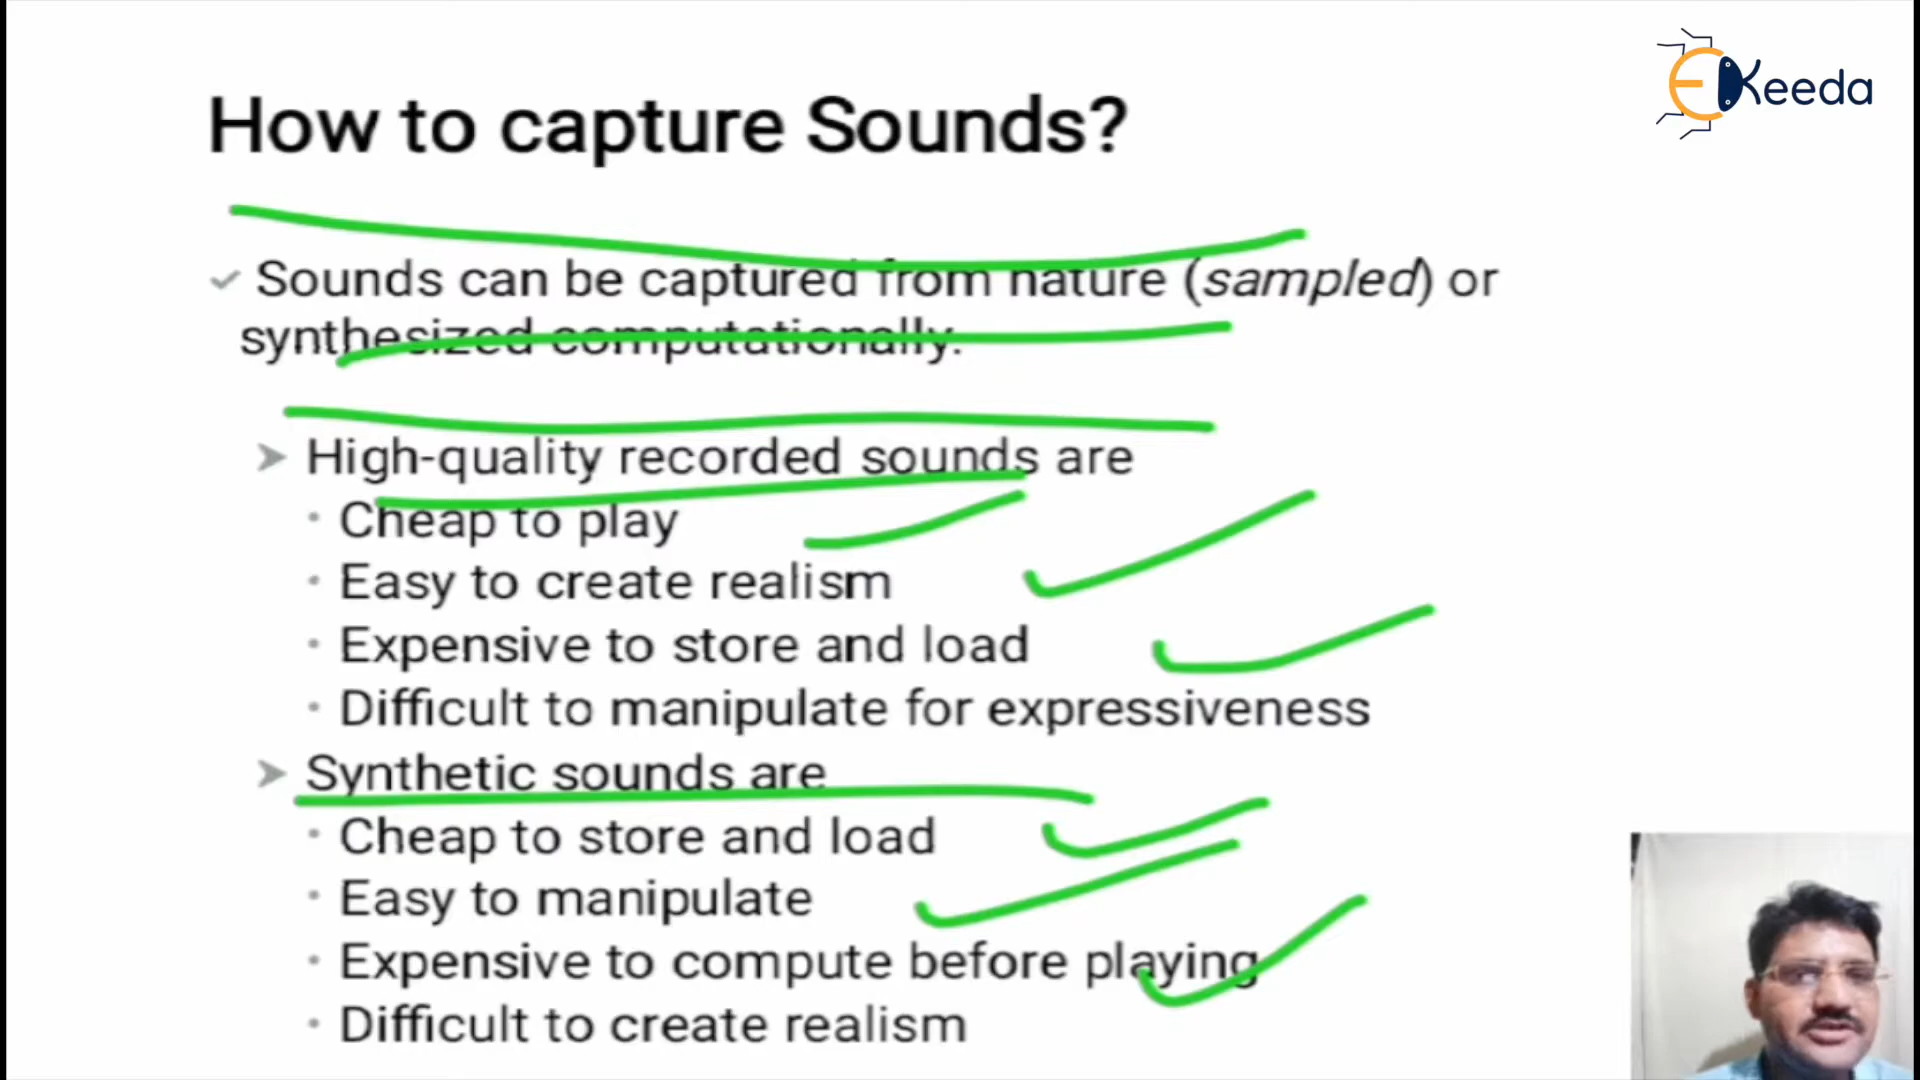 EKeeda
How to capture Sounds?
Sounds can be captured from nature (sampled) or
synthesized computationally.
High-quality recorded sounds are
Cheap to play
Easy to create realism
Expensive to store and load
Difficult to manipulate for expressiveness
Synthetic sounds are
Cheap to store and load
Easy to manipulate
Expensive to compute before playing
Difficult to create realism